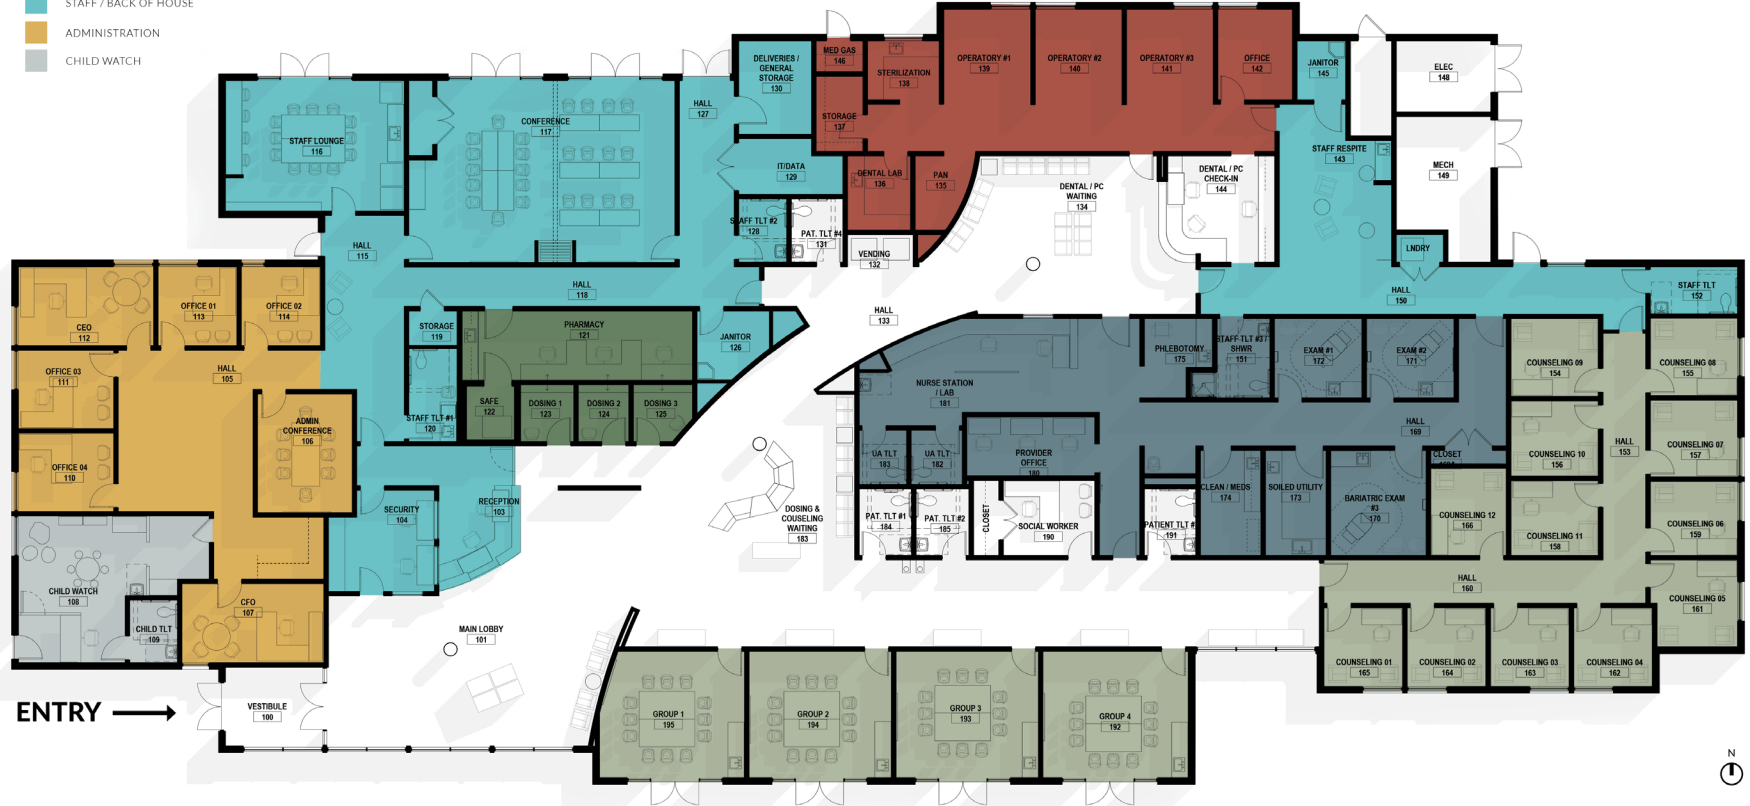 STAFF / BACK OF HOUSE
ADMINISTRATION
CHILD WATCH
MED GAS
146
DELIVERIES /
GENERAL
STORAGE
130
STERILIZATION
138
OPERATORY #1
139
OPERATORY #2
140
OPERATORY #3
141
OFFICE
142
JANITOR
145
ELEC
148
HALL
127
STORAGE
137
CONFERENCE
117
STAFF LOUNGE
116
IT/DATA
129
DENTAL LAB
136
PAN
135
DENTAL / PC
WAITING
134
DENTAL / PC
CHECK-IN
144
STAFF RESPITE
143
MECH
149
STAFF TLT #2
128
PAT. TLT #4
131
VENDING
132
LNDRY
HALL
115
HALL
118
HALL
133
HALL
150
STAFF TLT
152
CEO
112
OFFICE 01
113
OFFICE 02
114
STORAGE
119
PHARMACY
121
JANITOR
126
PHLEBOTOMY
175
STAFF TLT #3 /
SHWR
151
EXAM #1
172
EXAM #2
171
COUNSELING 09
154
COUNSELING 08
155
OFFICE 03
111
HALL
105
NURSE STATION
/ LAB
181
SAFE
122
DOSING 1
123
DOSING 2
124
DOSING 3
125
STAFF TLT #1
120
ADMIN
CONFERENCE
106
HALL
169
HALL
153
COUNSELING 07
157
COUNSELING 10
156
OFFICE 04
110
UA TLT
183
UA TLT
182
PROVIDER
OFFICE
180
CLOSET
CLEAN / MEDS
174
SOILED UTILITY
173
BARIATRIC EXAM
#3
170
COUNSELING 12
166
COUNSELING 11
158
COUNSELING 06
159
SECURITY
104
RECEPTION
103
DOSING &
COUSELING
WAITING
183
PAT. TLT #1
184
PAT. TLT #2
185
CLOSET
SOCIAL WORKER
190
PATIENT TLT #
191
CHILD WATCH
108
CHILD TLT
109
CFO
107
HALL
160
COUNSELING 05
161
MAIN LOBBY
101
COUNSELING 01
165
COUNSELING 02
164
COUNSELING 03
163
COUNSELING 04
162
ENTRY
VESTIBULE
100
GROUP 1
195
GROUP 2
194
GROUP 3
193
GROUP 4
192
N